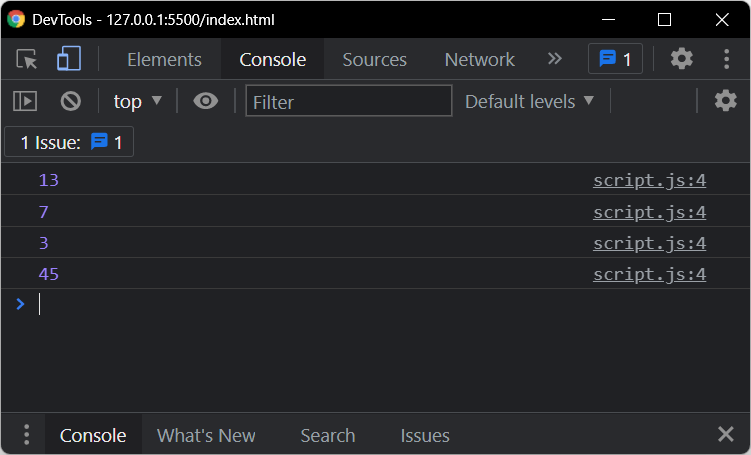 DevTools - 127.0.0.1:5500/index.html
Elements Console Sources Network 1
top Filter Default levels
1 Issue: 1
13 script.js:4
7 script.js:4
3 script.js:4
45 script.js:4
Console What's New Search Issues